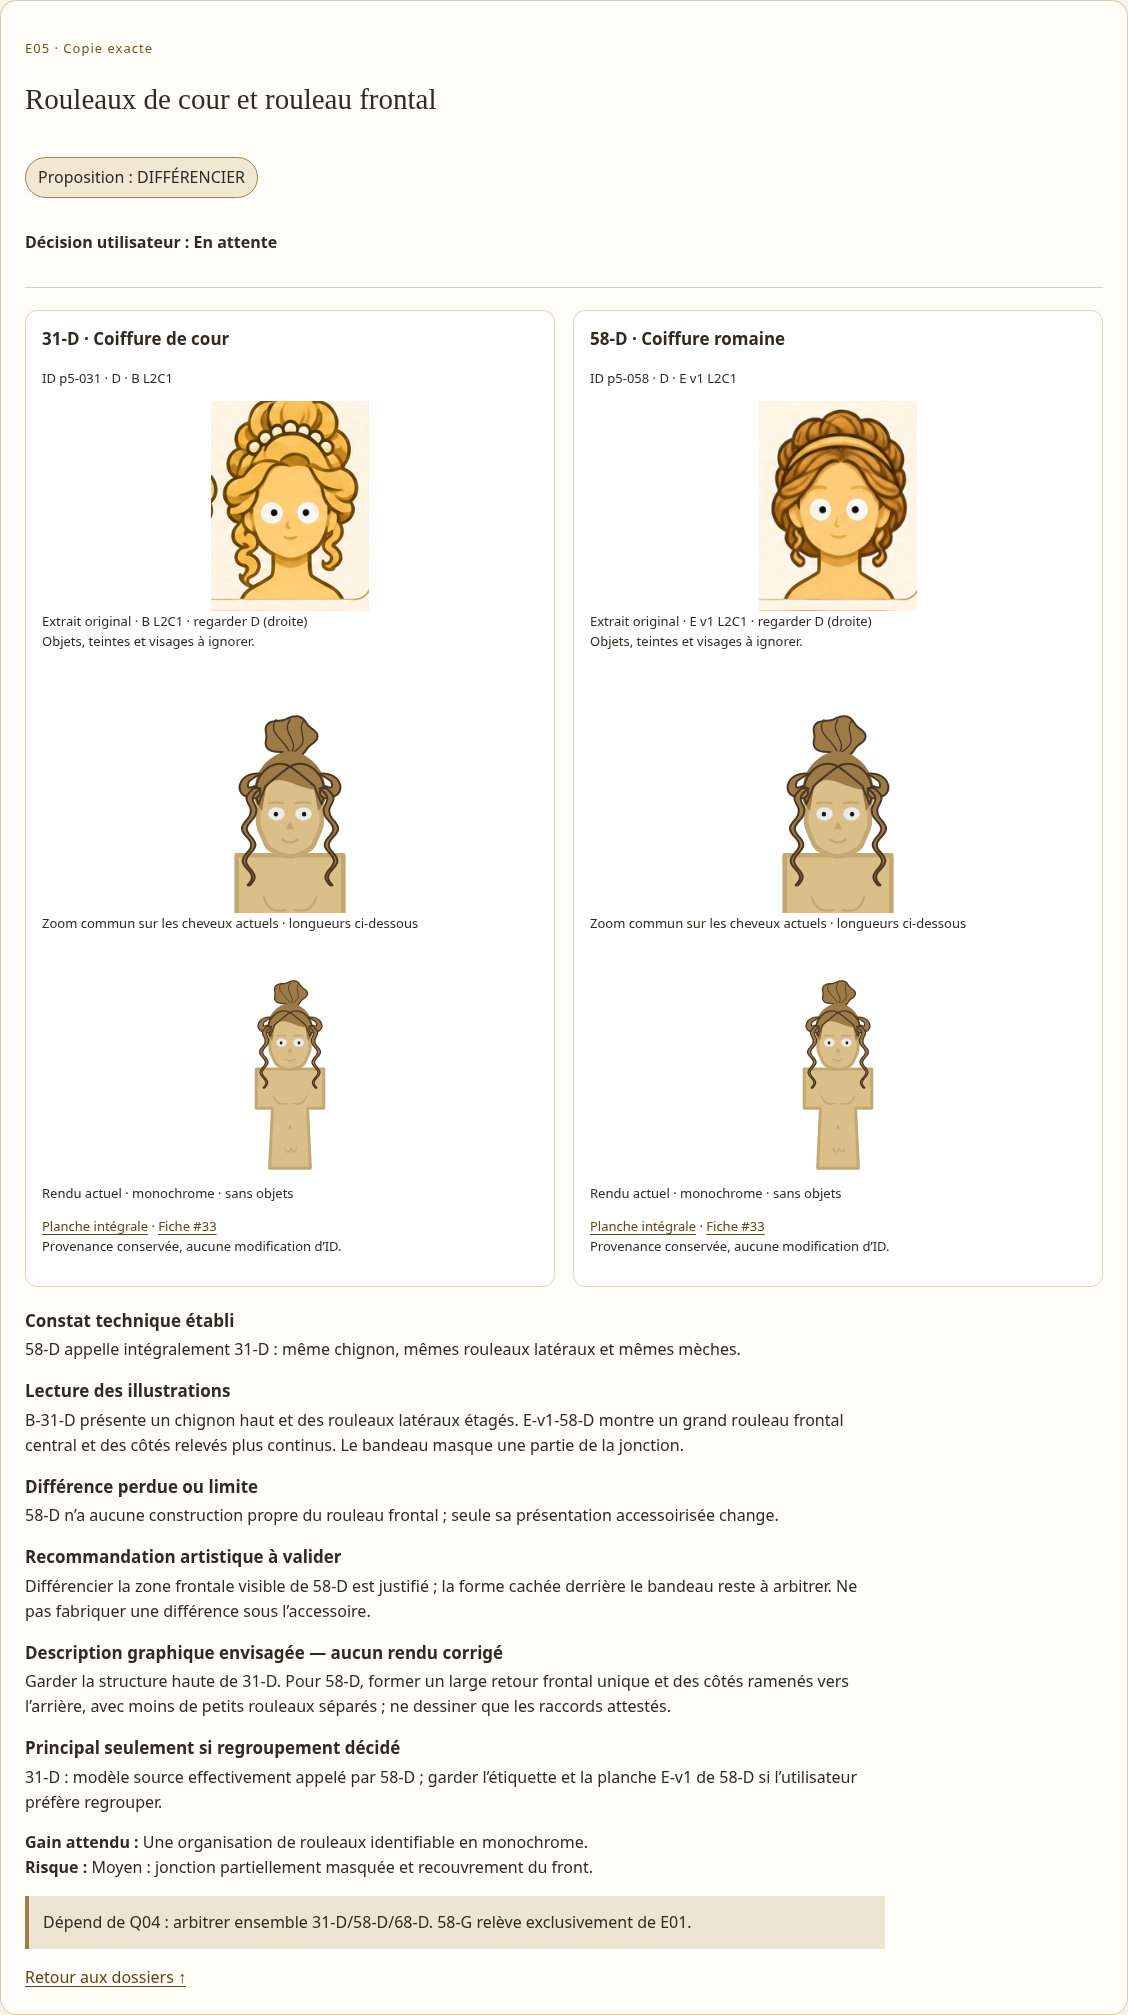 E05 · Copie exacte
Rouleaux de cour et rouleau frontal
Proposition : DIFFÉRENCIER
Décision utilisateur : En attente
31-D · Coiffure de cour
ID p5-031 · D · B L2C1
Extrait original · B L2C1 · regarder D (droite)
Objets, teintes et visages à ignorer.
Zoom commun sur les cheveux actuels · longueurs ci-dessous
Rendu actuel · monochrome · sans objets
Planche intégrale · Fiche #33
Provenance conservée, aucune modification d’ID.
58-D · Coiffure romaine
ID p5-058 · D · E v1 L2C1
Extrait original · E v1 L2C1 · regarder D (droite)
Objets, teintes et visages à ignorer.
Zoom commun sur les cheveux actuels · longueurs ci-dessous
Rendu actuel · monochrome · sans objets
Planche intégrale · Fiche #33
Provenance conservée, aucune modification d’ID.
Constat technique établi
58-D appelle intégralement 31-D : même chignon, mêmes rouleaux latéraux et mêmes mèches.
Lecture des illustrations
B-31-D présente un chignon haut et des rouleaux latéraux étagés. E-v1-58-D montre un grand rouleau frontal
central et des côtés relevés plus continus. Le bandeau masque une partie de la jonction.
Différence perdue ou limite
58-D n’a aucune construction propre du rouleau frontal ; seule sa présentation accessoirisée change.
Recommandation artistique à valider
Différencier la zone frontale visible de 58-D est justifié ; la forme cachée derrière le bandeau reste à arbitrer. Ne
pas fabriquer une différence sous l’accessoire.
Description graphique envisagée — aucun rendu corrigé
Garder la structure haute de 31-D. Pour 58-D, former un large retour frontal unique et des côtés ramenés vers
l’arrière, avec moins de petits rouleaux séparés ; ne dessiner que les raccords attestés.
Principal seulement si regroupement décidé
31-D : modèle source effectivement appelé par 58-D ; garder l’étiquette et la planche E-v1 de 58-D si l’utilisateur
préfère regrouper.
Gain attendu : Une organisation de rouleaux identifiable en monochrome.
Risque : Moyen : jonction partiellement masquée et recouvrement du front.
Dépend de Q04 : arbitrer ensemble 31-D/58-D/68-D. 58-G relève exclusivement de E01.
Retour aux dossiers ↑